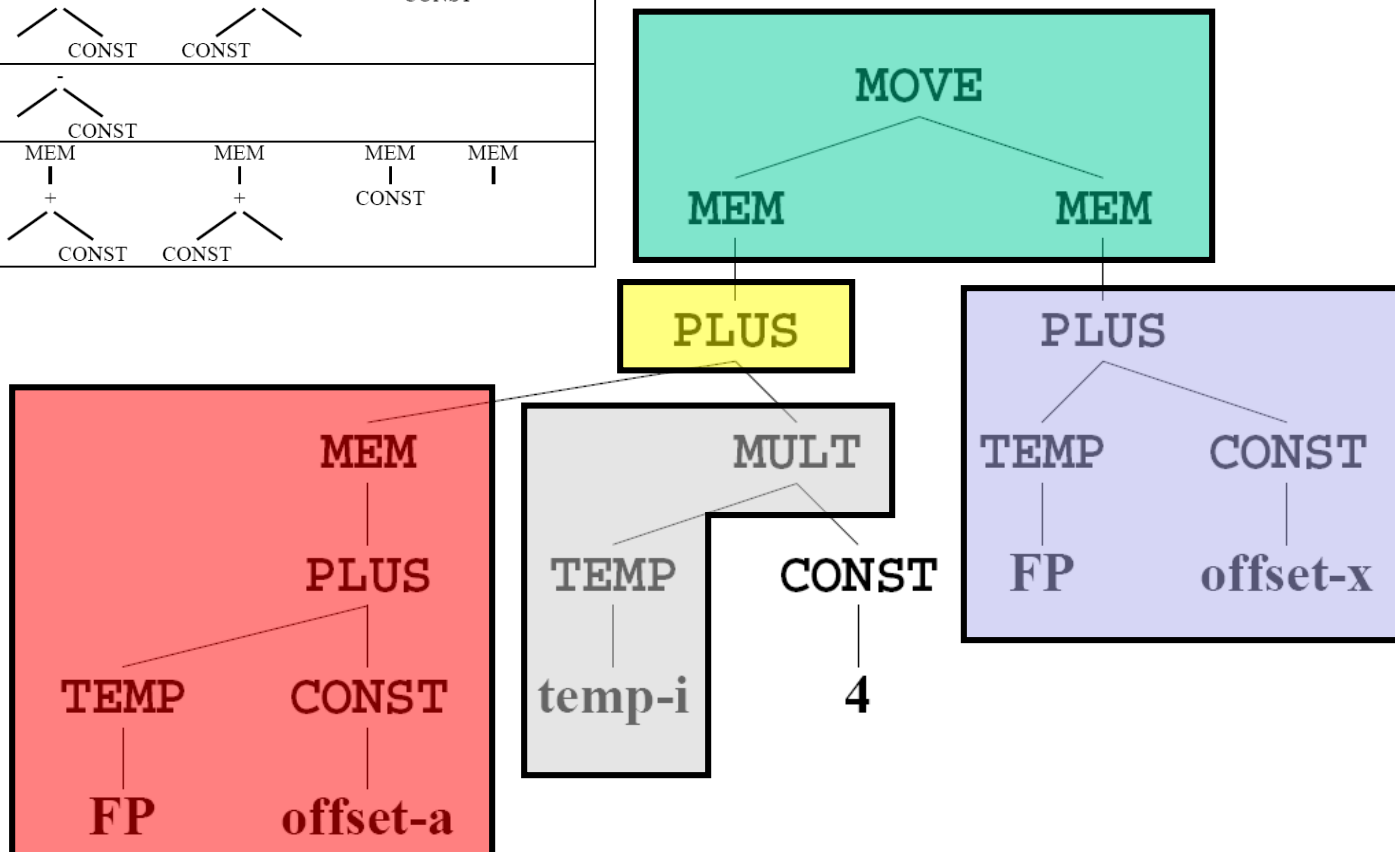 CONST
CONST CONST
-
CONST
MEM MEM MEM MEM
+ + CONST
CONST CONST
MOVE
MEM MEM
PLUS PLUS
MEM MULT TEMP CONST
PLUS TEMP CONST FP offset-x
TEMP CONST temp-i 4
FP offset-a